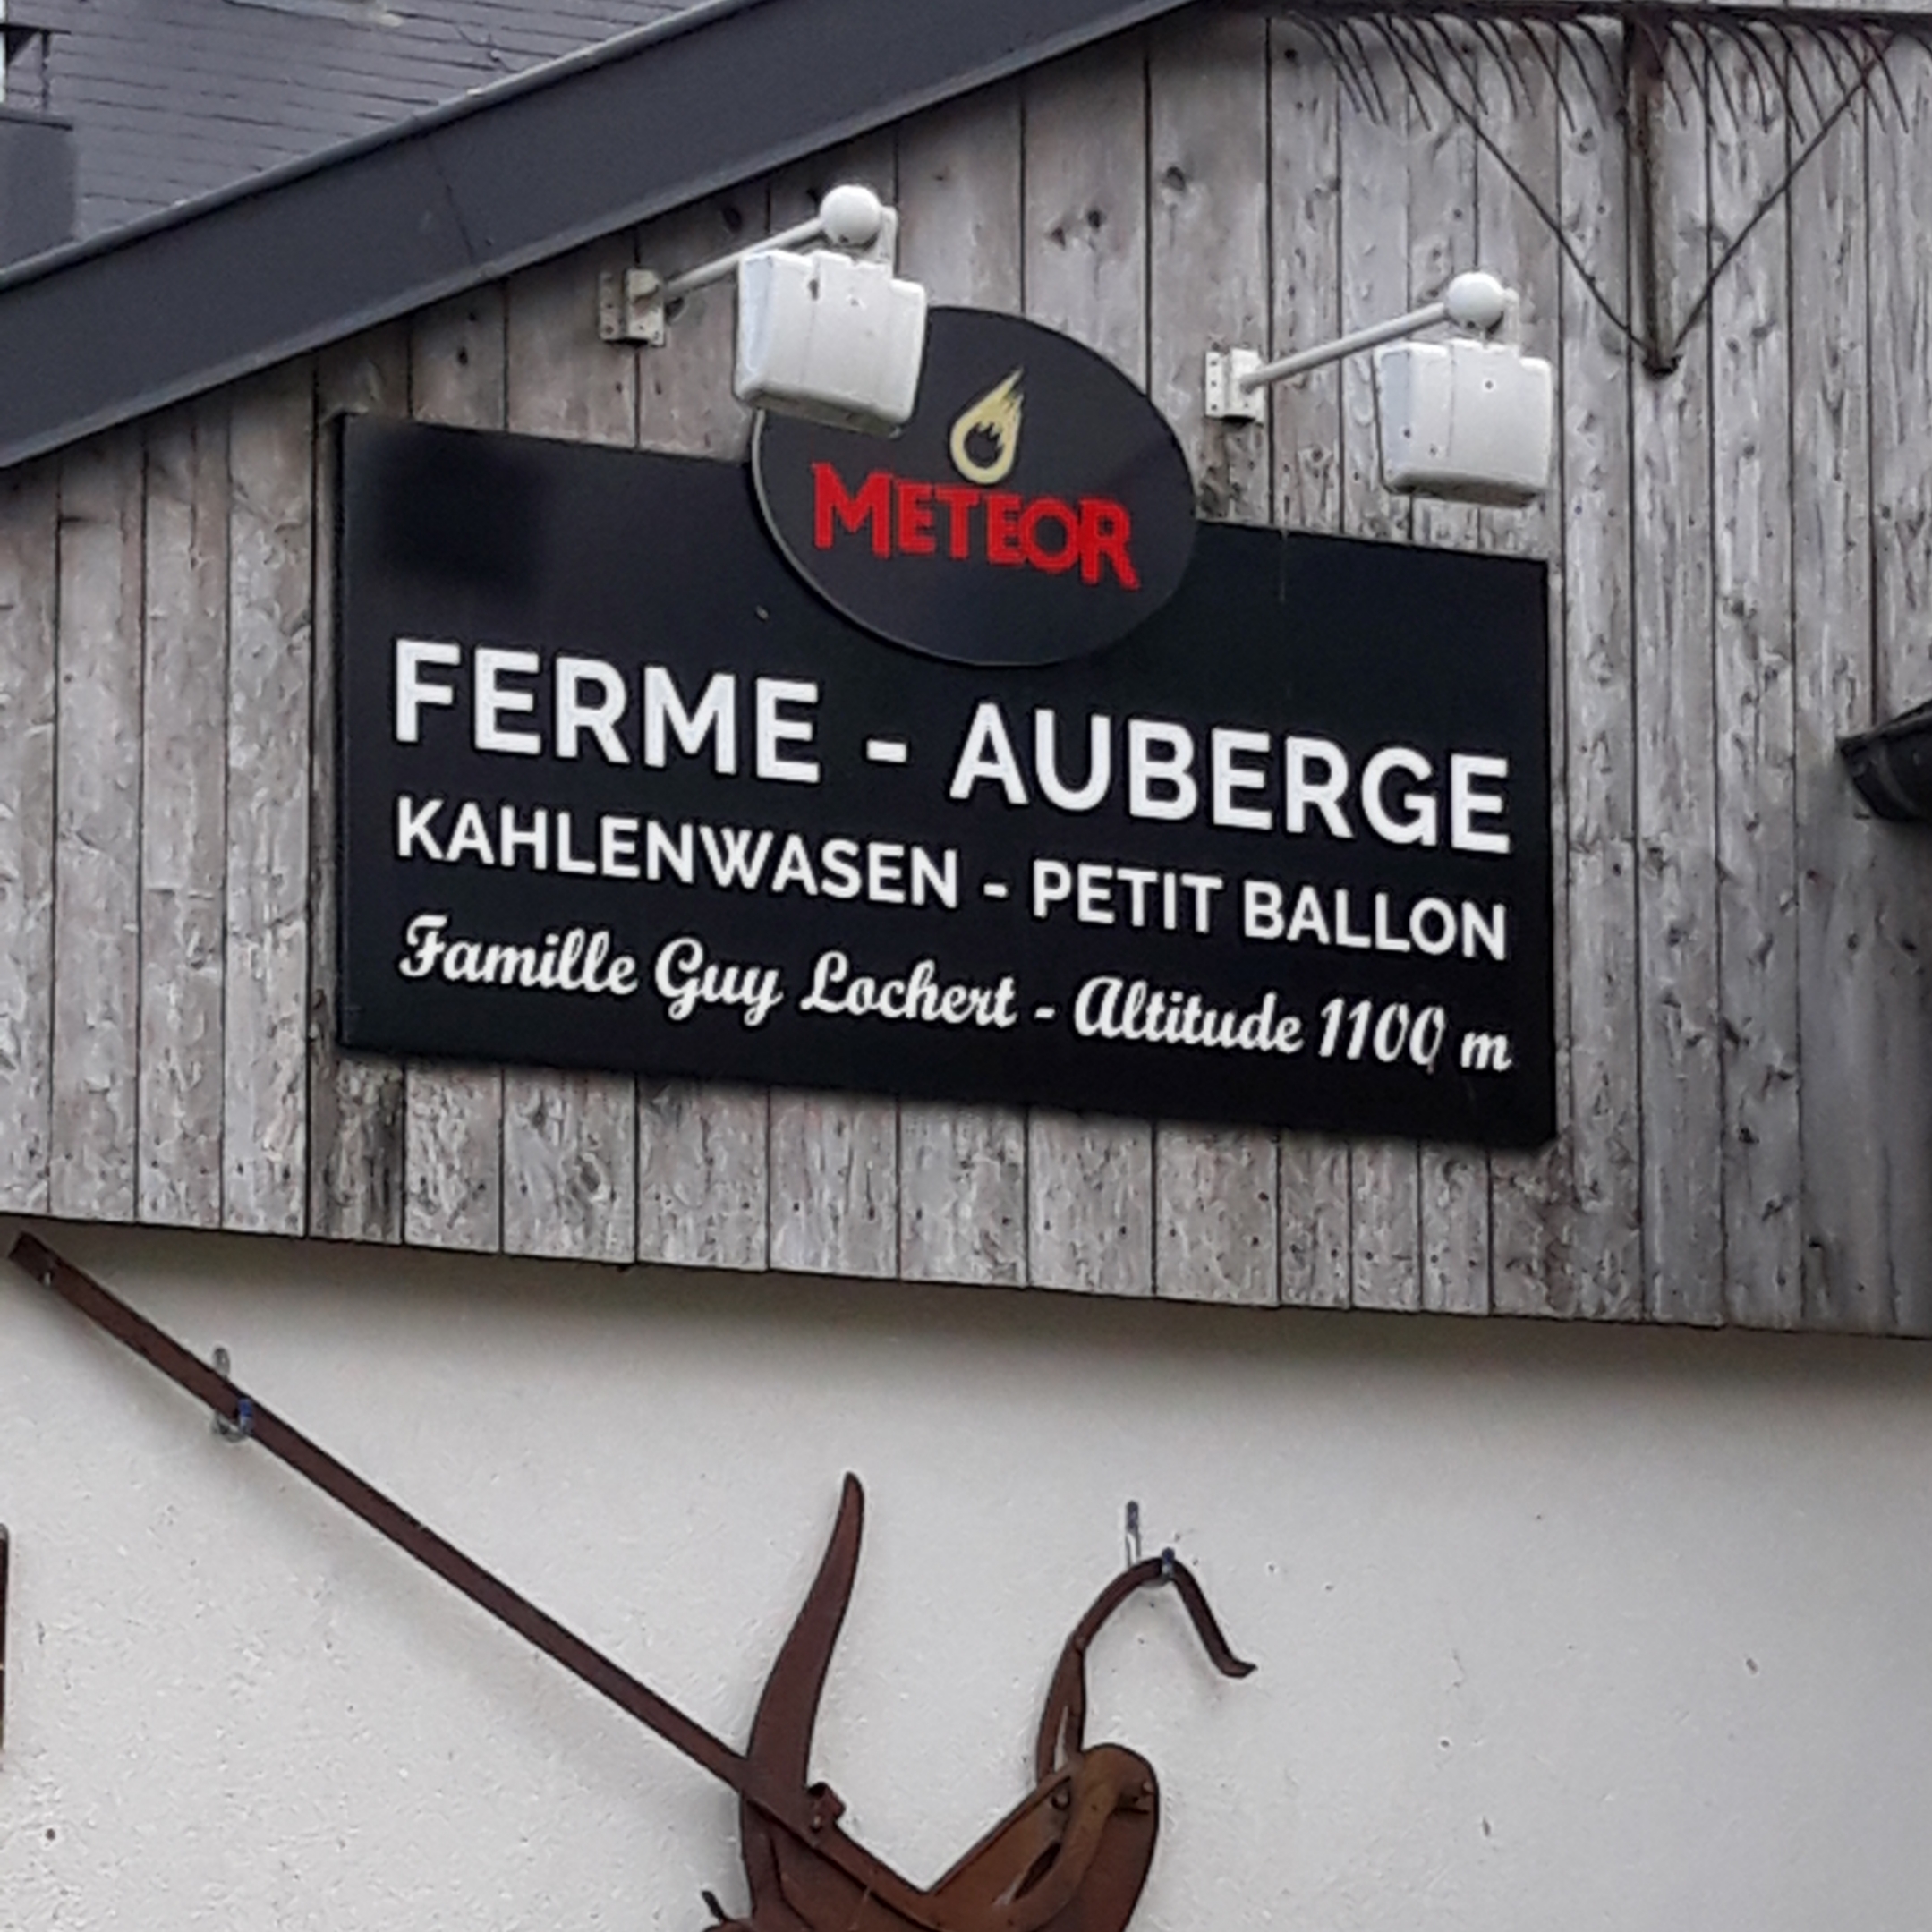 METEOR
FERME - AUBERGE
KAHLENWASEN - PETIT BALLON
Famille Guy Lochert - Altitude 1100 m